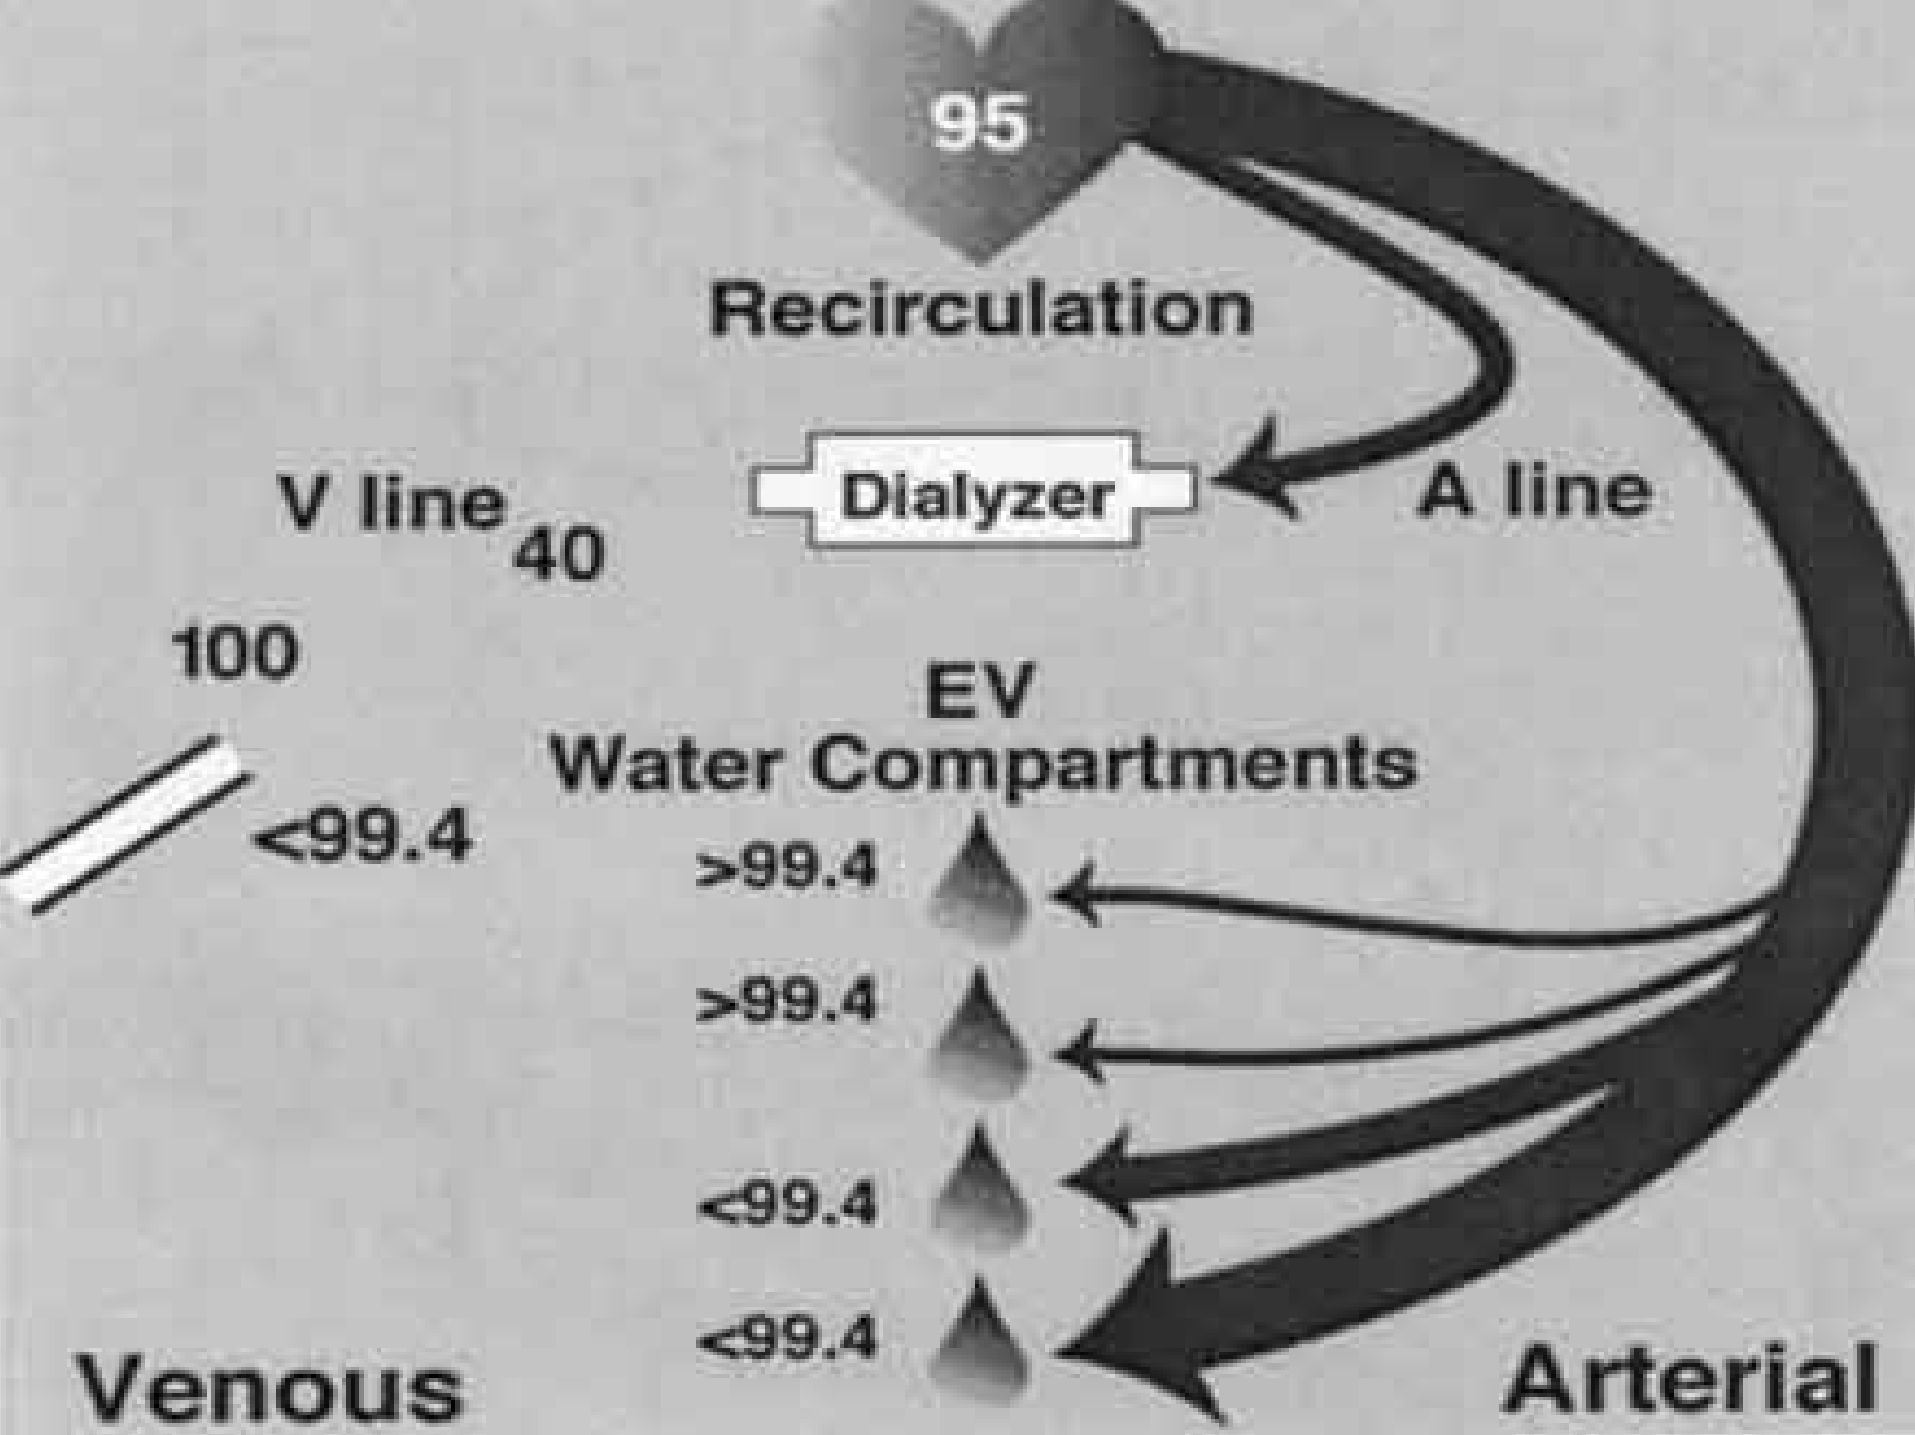 95
Recirculation
V line
40
Dialyzer
A line
100
EV
Water Compartments
<99.4
>99.4
>99.4
<99.4
<99.4
Venous
Arterial